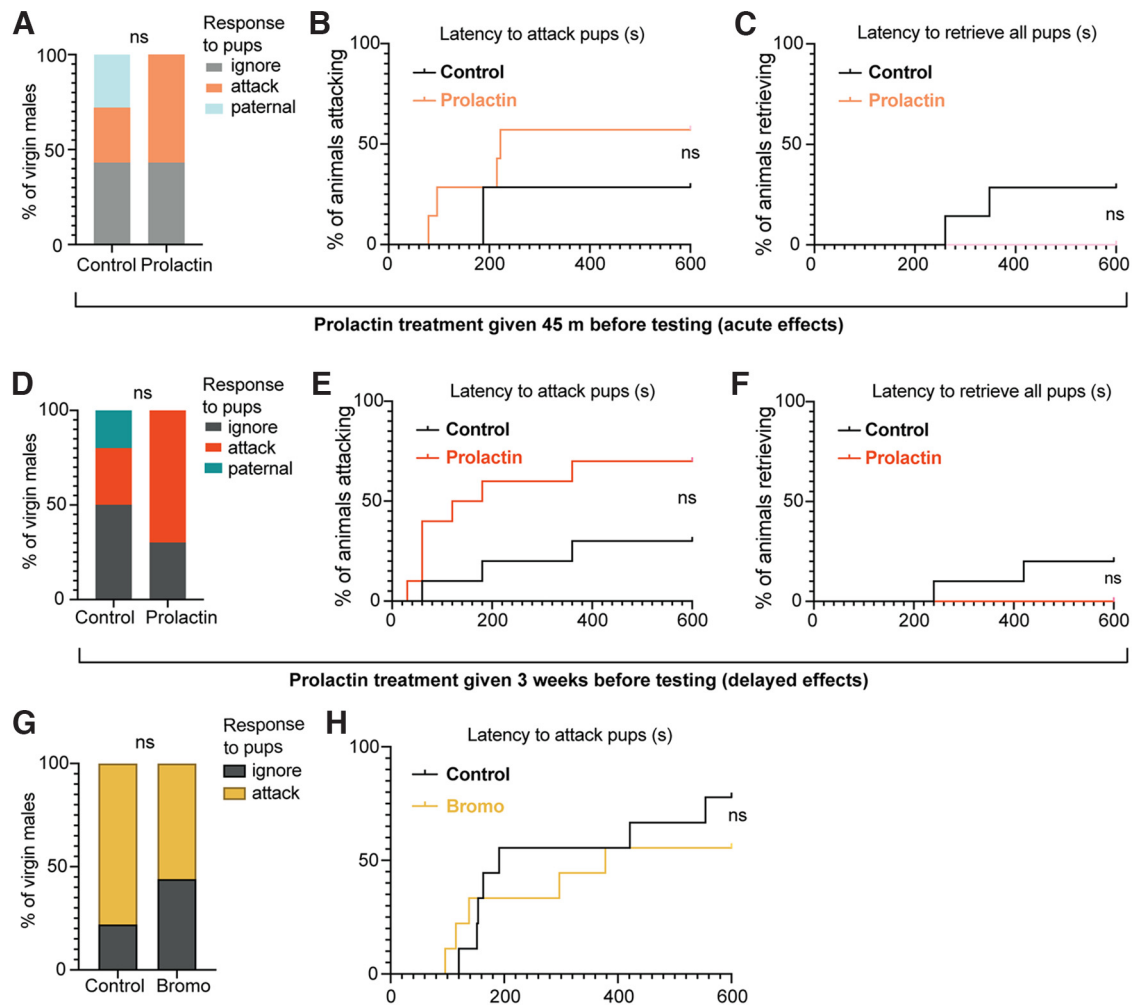 A
ns
Response
to pups
ignore
attack
paternal
% of virgin males
100
50
0
Control Prolactin
B
Latency to attack pups (s)
% of animals attacking
100
50
0
Control
Prolactin
ns
0 200 400 600
C
Latency to retrieve all pups (s)
% of animals retrieving
100
50
0
Control
Prolactin
ns
0 200 400 600
Prolactin treatment given 45 m before testing (acute effects)
D
ns
Response
to pups
ignore
attack
paternal
% of virgin males
100
50
0
Control Prolactin
E
Latency to attack pups (s)
% of animals attacking
100
50
0
Control
Prolactin
ns
0 200 400 600
F
Latency to retrieve all pups (s)
% of animals retrieving
100
50
0
Control
Prolactin
ns
0 200 400 600
Prolactin treatment given 3 weeks before testing (delayed effects)
G
ns
Response
to pups
ignore
attack
% of virgin males
100
50
0
Control Bromo
H
Latency to attack pups (s)
% of animals attacking
100
50
0
Control
Bromo
ns
0 200 400 600